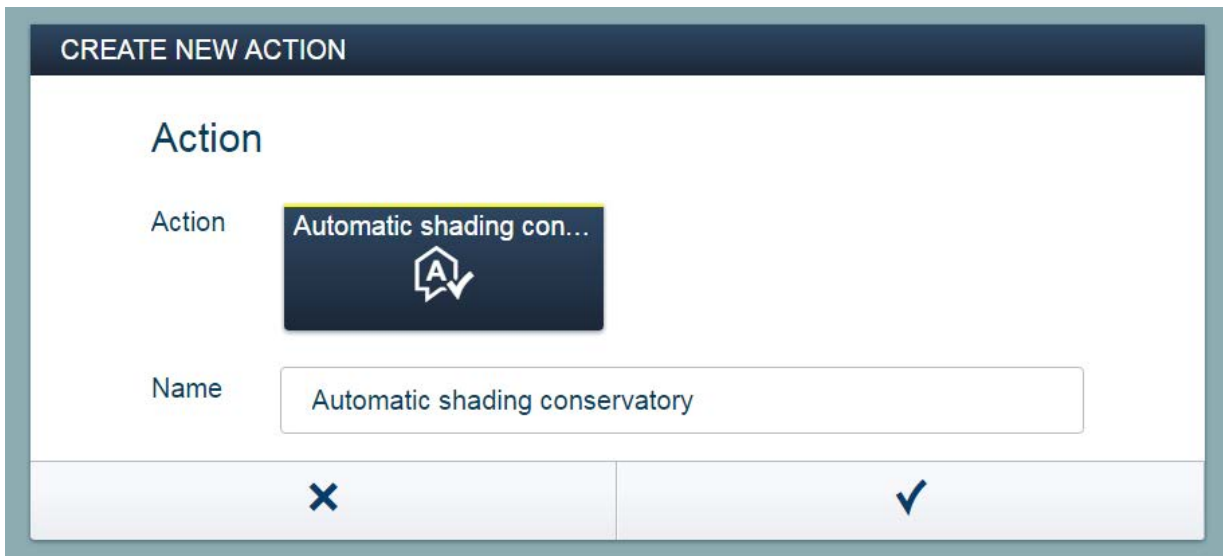 CREATE NEW ACTION
Action
Action
Automatic shading con...
A
Name
Automatic shading conservatory